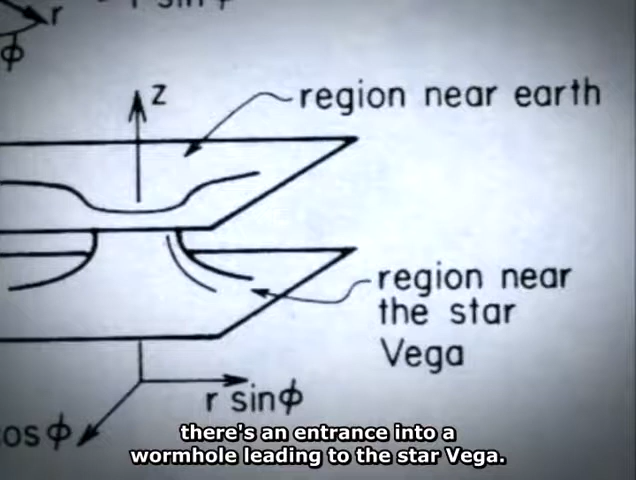 r
φ
z
region near earth
region near
the star
Vega
r sinφ
cos φ
there's an entrance into a
wormhole leading to the star Vega.